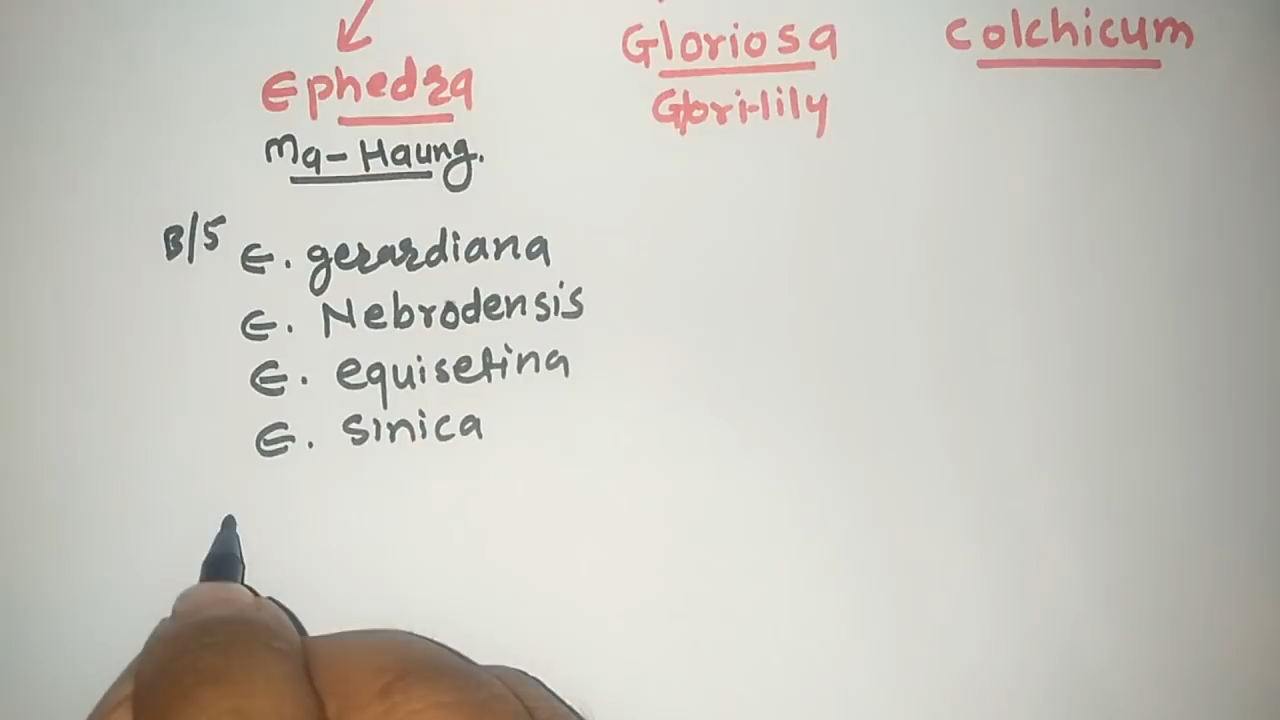 Ephedra
Ma-Haung.
B/S E. gerardiana
E. Nebrodensis
E. equisetina
E. sinica
Gloriosa
Glori-lily
Colchicum